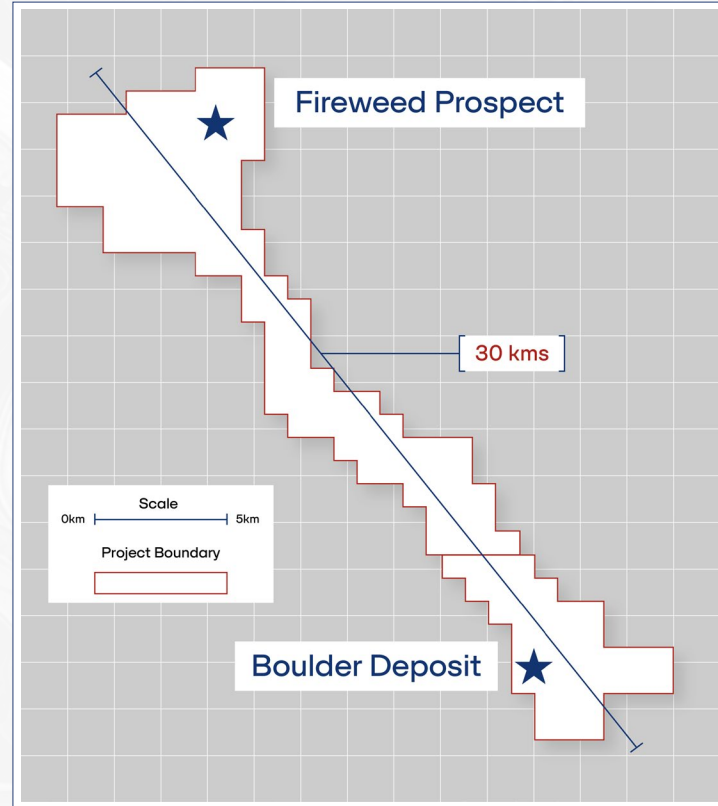 Fireweed Prospect
30 kms
Scale
0km 5km
Project Boundary
Boulder Deposit